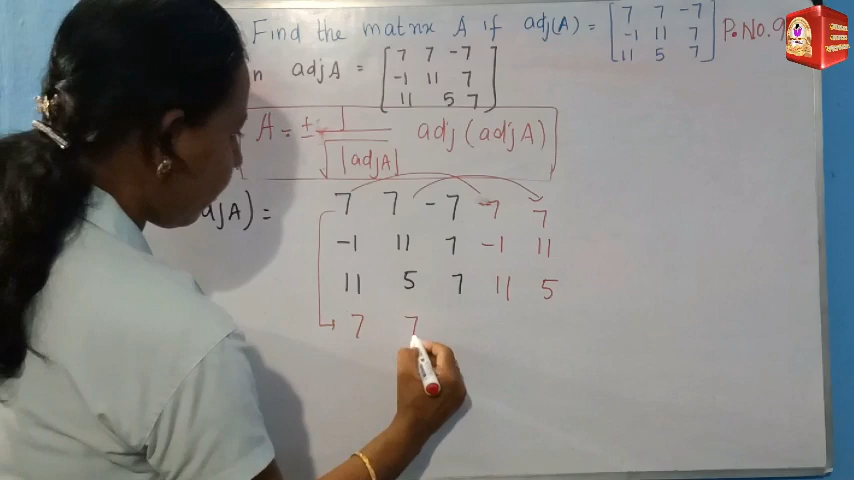 Find the matrix A if adj(A) = [7 7 -7
-1 11 7
11 5 7] P.No.9
n adj A = [7 7 -7
-1 11 7
11 5 7]
A = ± 1/√|adjA| adj(adjA)
adjA) = 7 7 -7 7 7
-1 11 7 -1 11
11 5 7 11 5
7 7